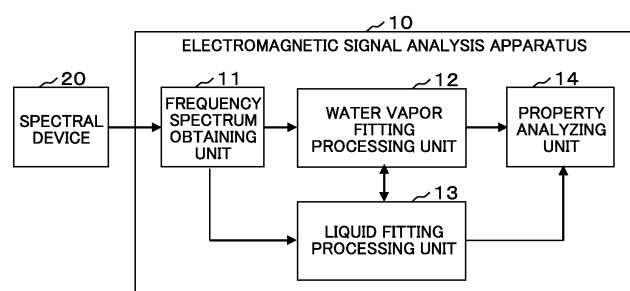 10
ELECTROMAGNETIC SIGNAL ANALYSIS APPARATUS
20
SPECTRAL
DEVICE
11
FREQUENCY
SPECTRUM
OBTAINING
UNIT
12
WATER VAPOR
FITTING
PROCESSING UNIT
14
PROPERTY
ANALYZING
UNIT
13
LIQUID FITTING
PROCESSING UNIT